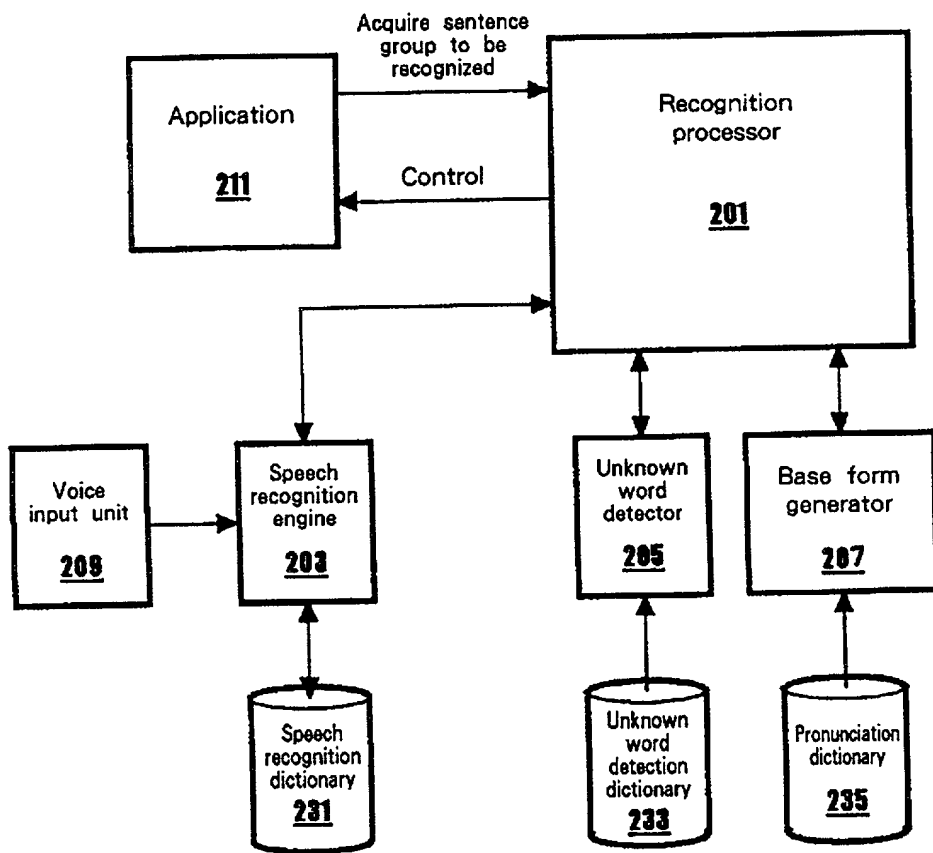 Acquire sentence
group to be
recognized
Application
211
Control
Recognition
processor
201
Voice
input unit
209
Speech
recognition
engine
203
Unknown
word
detector
205
Base form
generator
207
Speech
recognition
dictionary
231
Unknown
word
detection
dictionary
233
Pronunciation
dictionary
235